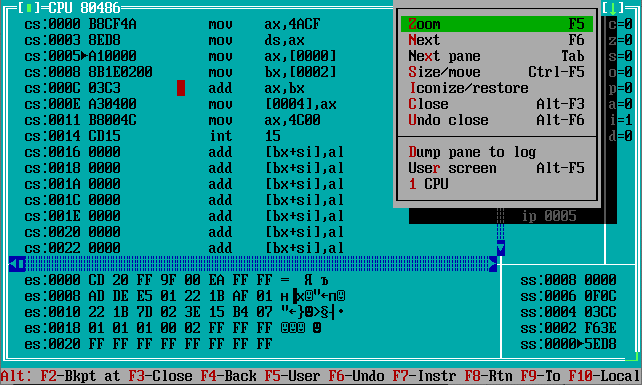 [■]=CPU 80486 [↓]
cs:0000 B8CF4A mov ax,4ACF
cs:0003 8ED8 mov ds,ax
cs:0005►A10000 mov ax,[0000]
cs:0008 8B1E0200 mov bx,[0002]
cs:000C 03C3 add ax,bx
cs:000E A30400 mov [0004],ax
cs:0011 B8004C mov ax,4C00
cs:0014 CD15 int 15
cs:0016 0000 add [bx+si],al
cs:0018 0000 add [bx+si],al
cs:001A 0000 add [bx+si],al
cs:001C 0000 add [bx+si],al
cs:001E 0000 add [bx+si],al
cs:0020 0000 add [bx+si],al
cs:0022 0000 add [bx+si],al
Zoom F5
Next F6
Next pane Tab
Size/move Ctrl-F5
Iconize/restore
Close Alt-F3
Undo close Alt-F6
Dump pane to log
User screen Alt-F5
1 CPU
c=0
z=0
s=0
o=0
p=0
a=0
i=1
d=0
ip 0005
es:0000 CD 20 FF 9F 00 EA FF FF = Я ъ
es:0008 AD DE E5 01 22 1B AF 01 н▐х☺"←п☺
es:0010 22 1B 7D 02 3E 15 B4 07 "←}☻>§┤•
es:0018 01 01 01 00 02 FF FF FF ☺☺☺ ☻
es:0020 FF FF FF FF FF FF FF FF
ss:0008 0000
ss:0006 0F0C
ss:0004 03CC
ss:0002 F63E
ss:0000►5ED8
Alt: F2-Bkpt at F3-Close F4-Back F5-User F6-Undo F7-Instr F8-Rtn F9-To F10-Local